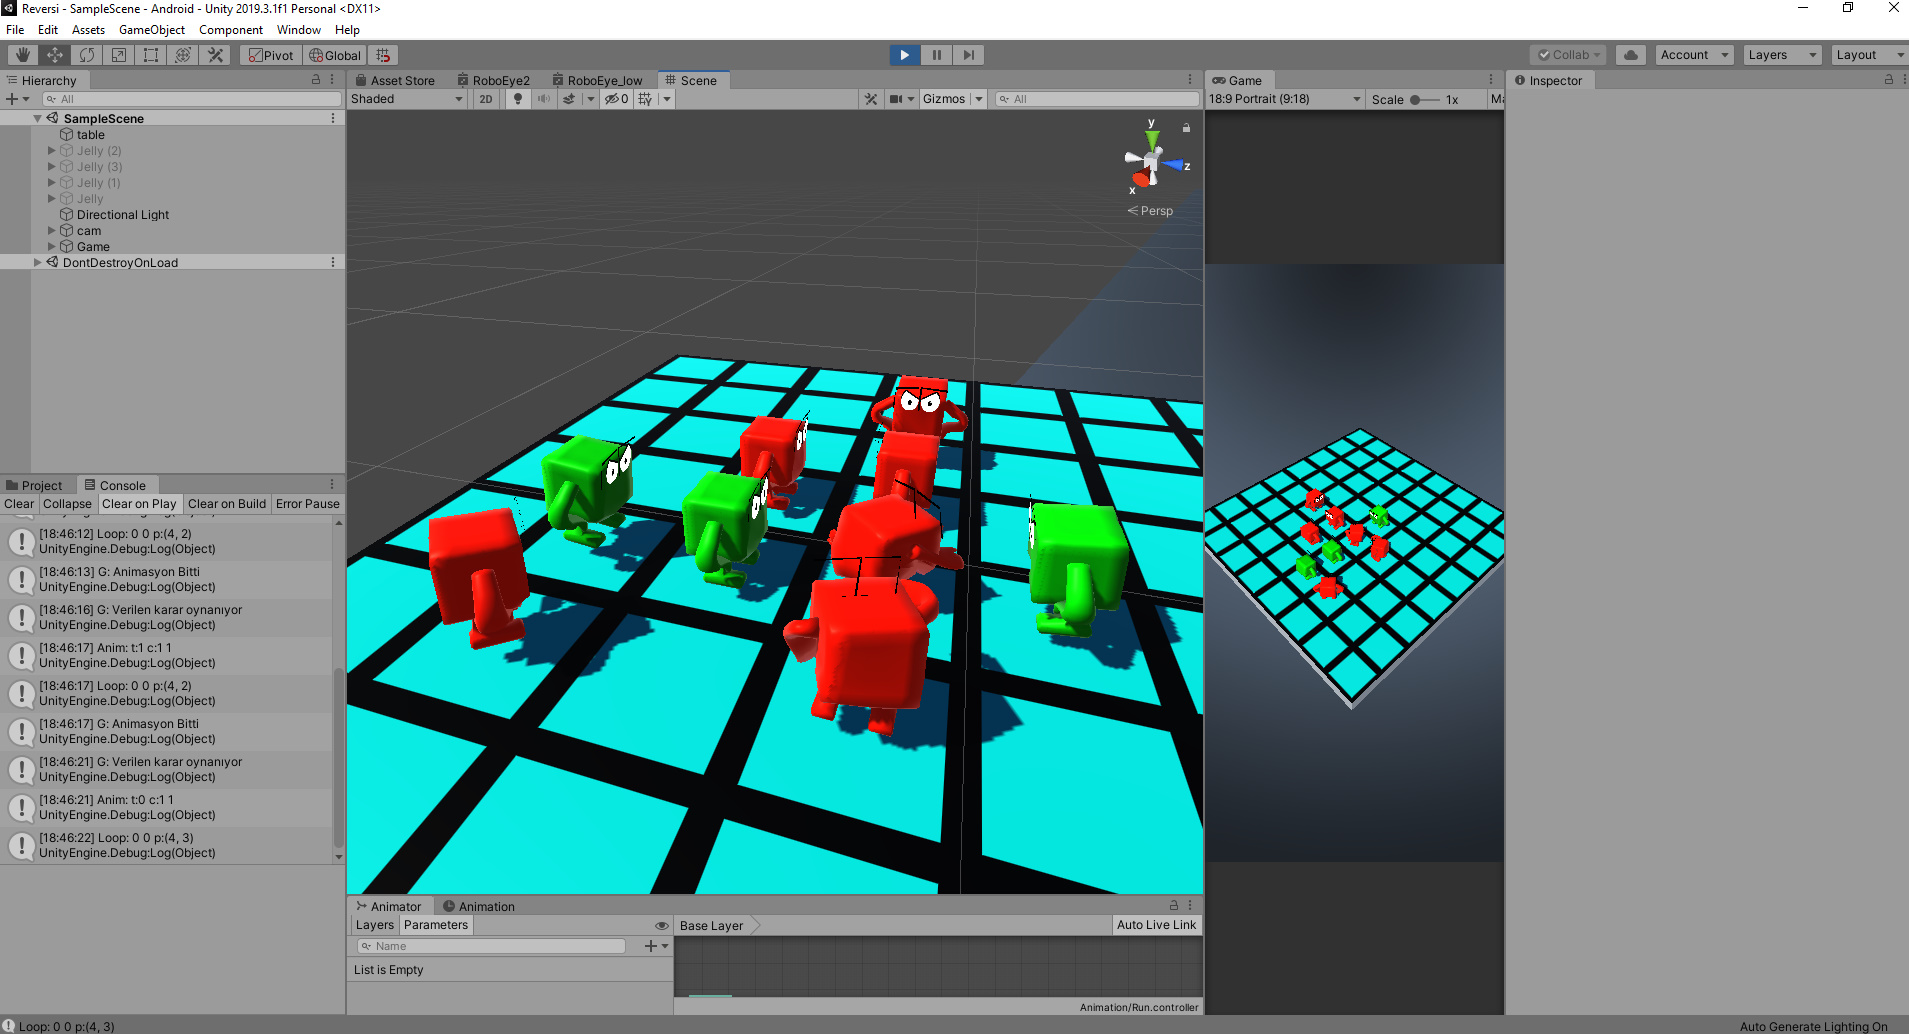 Reversi - SampleScene - Android - Unity 2019.3.1f1 Personal <DX11>
File Edit Assets GameObject Component Window Help
Pivot Global Collab Account Layers Layout
Hierarchy
All
SampleScene
table
Jelly (2)
Jelly (3)
Jelly (1)
Jelly
Directional Light
cam
Game
DontDestroyOnLoad
Asset Store RoboEye2 RoboEye_low Scene
Shaded 2D 0 Gizmos All
y
z
x
Persp
Game
18:9 Portrait (9:18) Scale 1x Ma
Inspector
Project Console
Clear Collapse Clear on Play Clear on Build Error Pause
[18:46:12] Loop: 0 0 p:(4, 2)
UnityEngine.Debug:Log(Object)
[18:46:13] G: Animasyon Bitti
UnityEngine.Debug:Log(Object)
[18:46:16] G: Verilen karar oynanıyor
UnityEngine.Debug:Log(Object)
[18:46:17] Anim: t:1 c:1 1
UnityEngine.Debug:Log(Object)
[18:46:17] Loop: 0 0 p:(4, 2)
UnityEngine.Debug:Log(Object)
[18:46:17] G: Animasyon Bitti
UnityEngine.Debug:Log(Object)
[18:46:21] G: Verilen karar oynanıyor
UnityEngine.Debug:Log(Object)
[18:46:21] Anim: t:0 c:1 1
UnityEngine.Debug:Log(Object)
[18:46:22] Loop: 0 0 p:(4, 3)
UnityEngine.Debug:Log(Object)
Animator Animation
Layers Parameters Base Layer Auto Live Link
Name
List is Empty
Animation/Run.controller
Loop: 0 0 p:(4, 3)
Auto Generate Lighting On